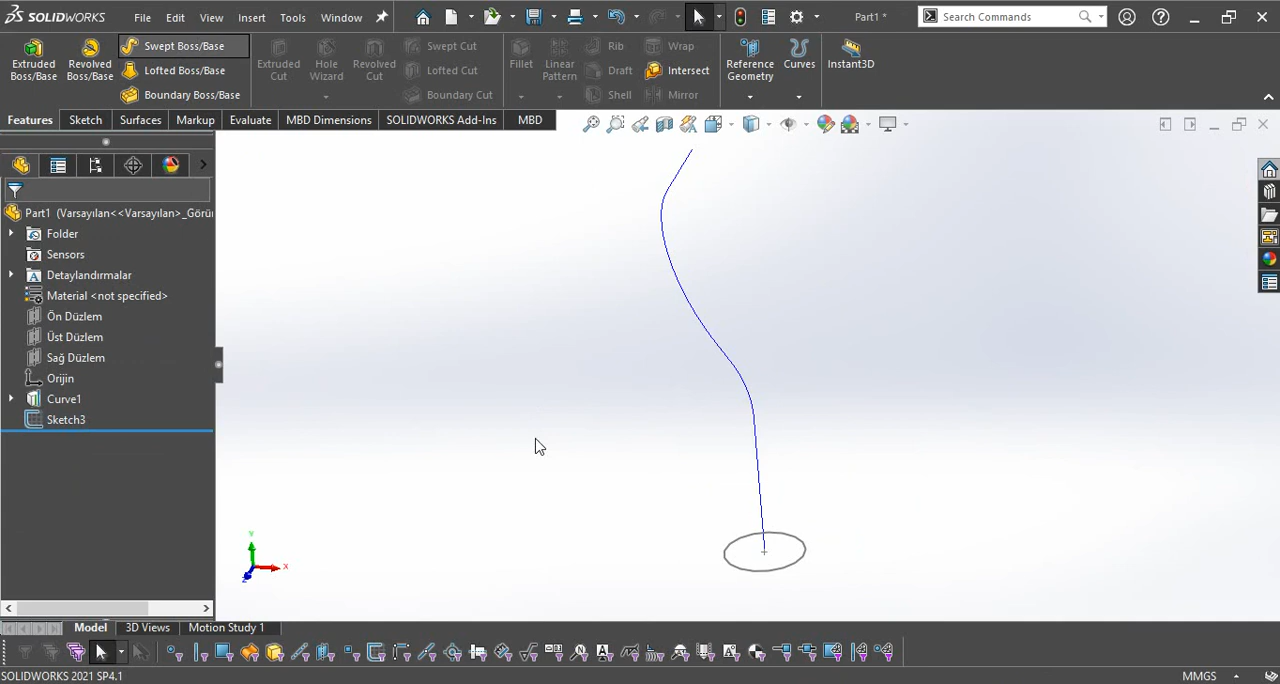 SOLIDWORKS File Edit View Insert Tools Window Part1 * Search Commands
Extruded Boss/Base
Revolved Boss/Base
Swept Boss/Base
Lofted Boss/Base
Boundary Boss/Base
Extruded Cut
Hole Wizard
Revolved Cut
Swept Cut
Lofted Cut
Boundary Cut
Fillet
Linear Pattern
Rib
Draft
Shell
Wrap
Intersect
Mirror
Reference Geometry
Curves
Instant3D
Features Sketch Surfaces Markup Evaluate MBD Dimensions SOLIDWORKS Add-Ins MBD
Part1 (Varsayılan<<Varsayılan>_Görü
Folder
Sensors
Detaylandırmalar
Material <not specified>
Ön Düzlem
Üst Düzlem
Sağ Düzlem
Orijin
Curve1
Sketch3
Y
X
Z
Model 3D Views Motion Study 1
SOLIDWORKS 2021 SP4.1 MMGS